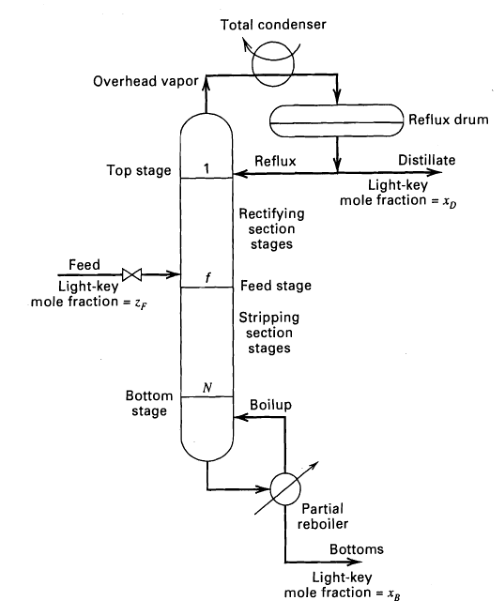 Total condenser
Overhead vapor
Reflux drum
Top stage
1
Reflux
Distillate
Light-key
mole fraction = x_D
Rectifying
section
stages
Feed
Light-key
mole fraction = z_F
f
Feed stage
Stripping
section
stages
Bottom
stage
N
Boilup
Partial
reboiler
Bottoms
Light-key
mole fraction = x_B